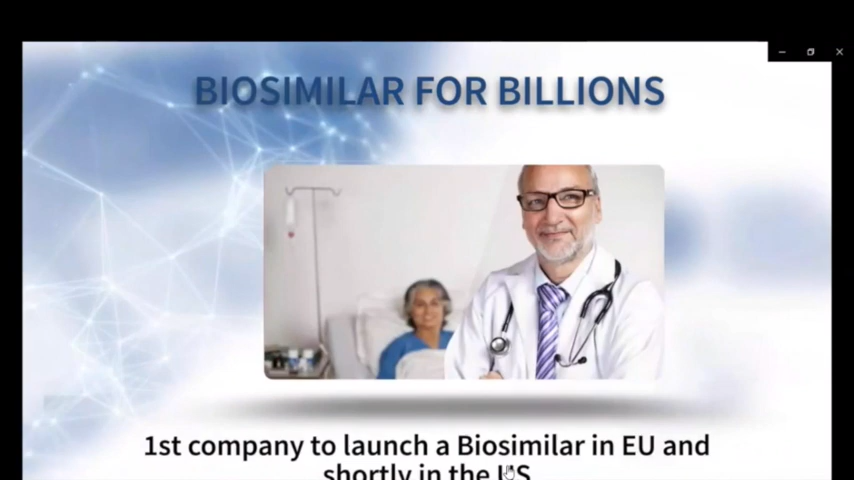 BIOSIMILAR FOR BILLIONS
1st company to launch a Biosimilar in EU and
shortly in the US